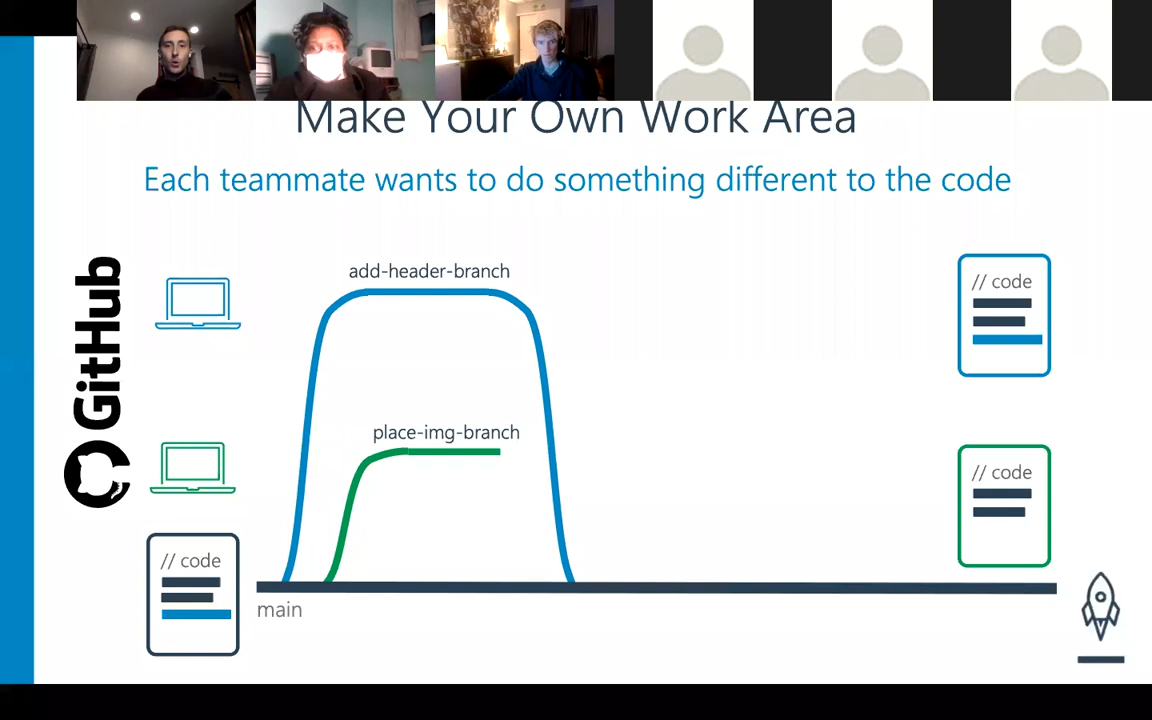 Make Your Own Work Area
Each teammate wants to do something different to the code
GitHub
add-header-branch
// code
place-img-branch
// code
// code
main